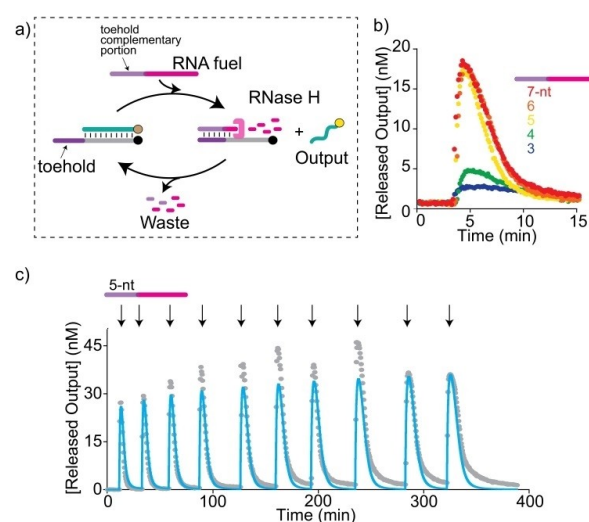 a)
toehold
complementary
portion
RNA fuel
RNase H
+
toehold
Output
Waste
b)
[Released Output] (nM)
20
15
10
5
0
7-nt
6
5
4
3
0 5 10 15
Time (min)
c)
5-nt
[Released Output] (nM)
45
30
15
0
0 100 200 300 400
Time (min)